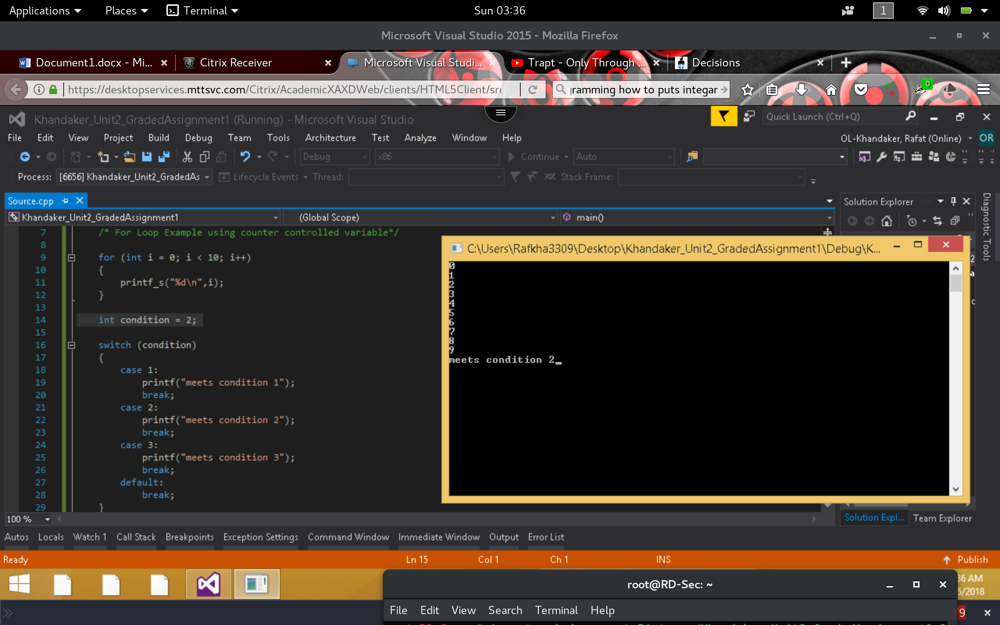 Applications Places Terminal Sun 03:36 1
Microsoft Visual Studio 2015 - Mozilla Firefox
Document1.docx - Mi... Citrix Receiver Microsoft Visual Studi... Trapt - Only Through ... Decisions
https://desktopservices.mttsvc.com/Citrix/AcademicXAXDWeb/clients/HTML5Client/src ramming how to puts integar 0
Khandaker_Unit2_GradedAssignment1 (Running) - Microsoft Visual Studio Quick Launch (Ctrl+Q)
File Edit View Project Build Debug Team Tools Architecture Test Analyze Window Help OL-Khandaker, Rafat (Online) OR
Debug x86 Continue Auto
Process: [6656] Khandaker_Unit2_GradedAs Lifecycle Events Thread: Stack Frame:
Source.cpp Solution Explorer
Khandaker_Unit2_GradedAssignment1 (Global Scope) main()
Diagnostic Tools
7 /* For Loop Example using counter controlled variable*/
8
9 for (int i = 0; i < 10; i++)
10 {
11 printf_s("%d\n",i);
12 }
13
14 int condition = 2;
15
16 switch (condition)
17 {
18 case 1:
19 printf("meets condition 1");
20 break;
21 case 2:
22 printf("meets condition 2");
23 break;
24 case 3:
25 printf("meets condition 3");
26 break;
27 default:
28 break;
29 }
C:\Users\Rafkha3309\Desktop\Khandaker_Unit2_GradedAssignment1\Debug\K...
0
1
2
3
4
5
6
7
8
9
meets condition 2_
100 % Solution Expl... Team Explorer
Autos Locals Watch 1 Call Stack Breakpoints Exception Settings Command Window Immediate Window Output Error List
Ready Ln 15 Col 1 Ch 1 INS Publish
36 AM
5/2018
root@RD-Sec: ~
File Edit View Search Terminal Help